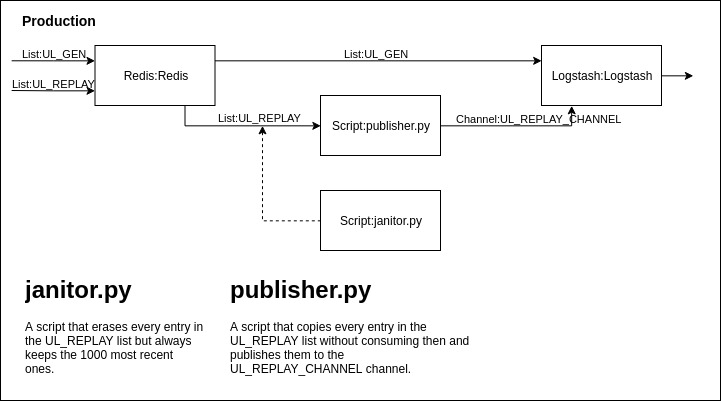 Production
List:UL_GEN
List:UL_GEN
Redis:Redis
Logstash:Logstash
List:UL_REPLAY
List:UL_REPLAY
Script:publisher.py
Channel:UL_REPLAY_CHANNEL
Script:janitor.py
janitor.py
A script that erases every entry in
the UL_REPLAY list but always
keeps the 1000 most recent
ones.
publisher.py
A script that copies every entry in the
UL_REPLAY list without consuming then and
publishes them to the
UL_REPLAY_CHANNEL channel.